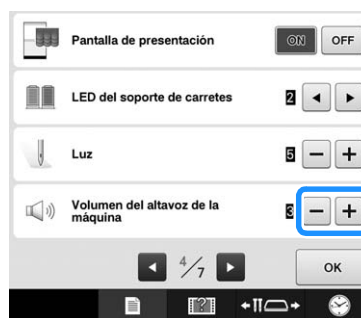 Pantalla de presentación ON OFF
LED del soporte de carretes 2
Luz 5 − +
Volumen del altavoz de la
máquina 3 − +
4/7 OK
?